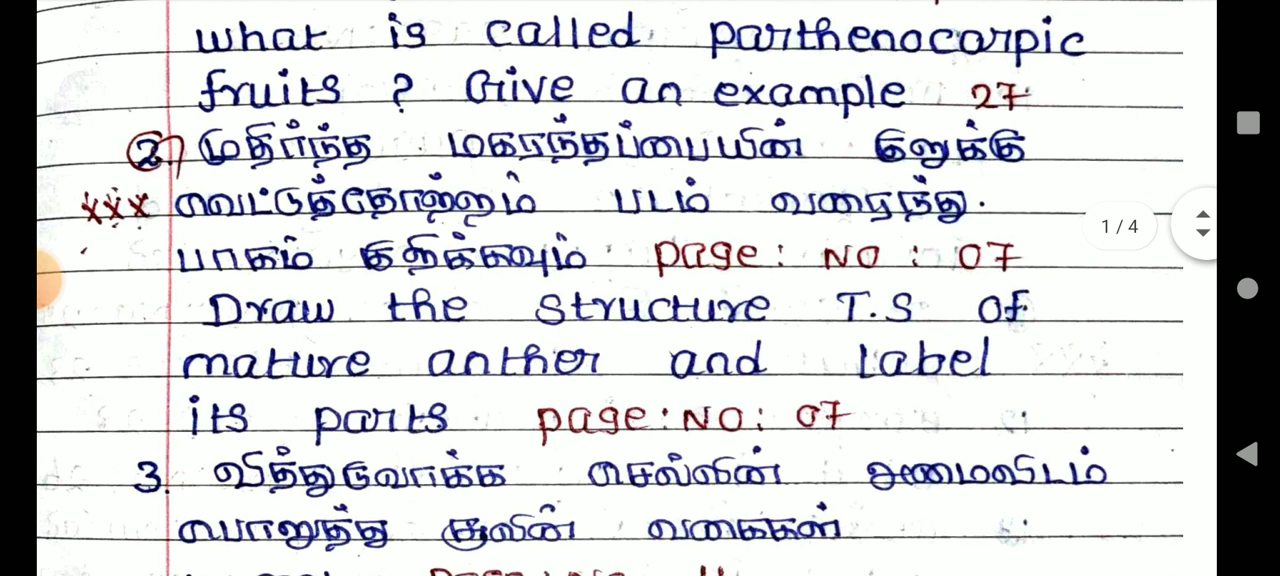 what is called parthenocarpic
fruits ? Give an example 27
2) முதிர்ந்த மகரந்தப்பையின் குறுக்கு
xxx வெட்டுத்தோற்றம் படம் வரைந்து.
பாகம் குறிக்கவும் page : NO : 07
Draw the structure T.S of
mature anther and label
its parts page : NO : 07
1 / 4
3. வித்துருவாக்க செல்லின் அமைவிடம்
பொறுத்து சூலின் வகைகள்